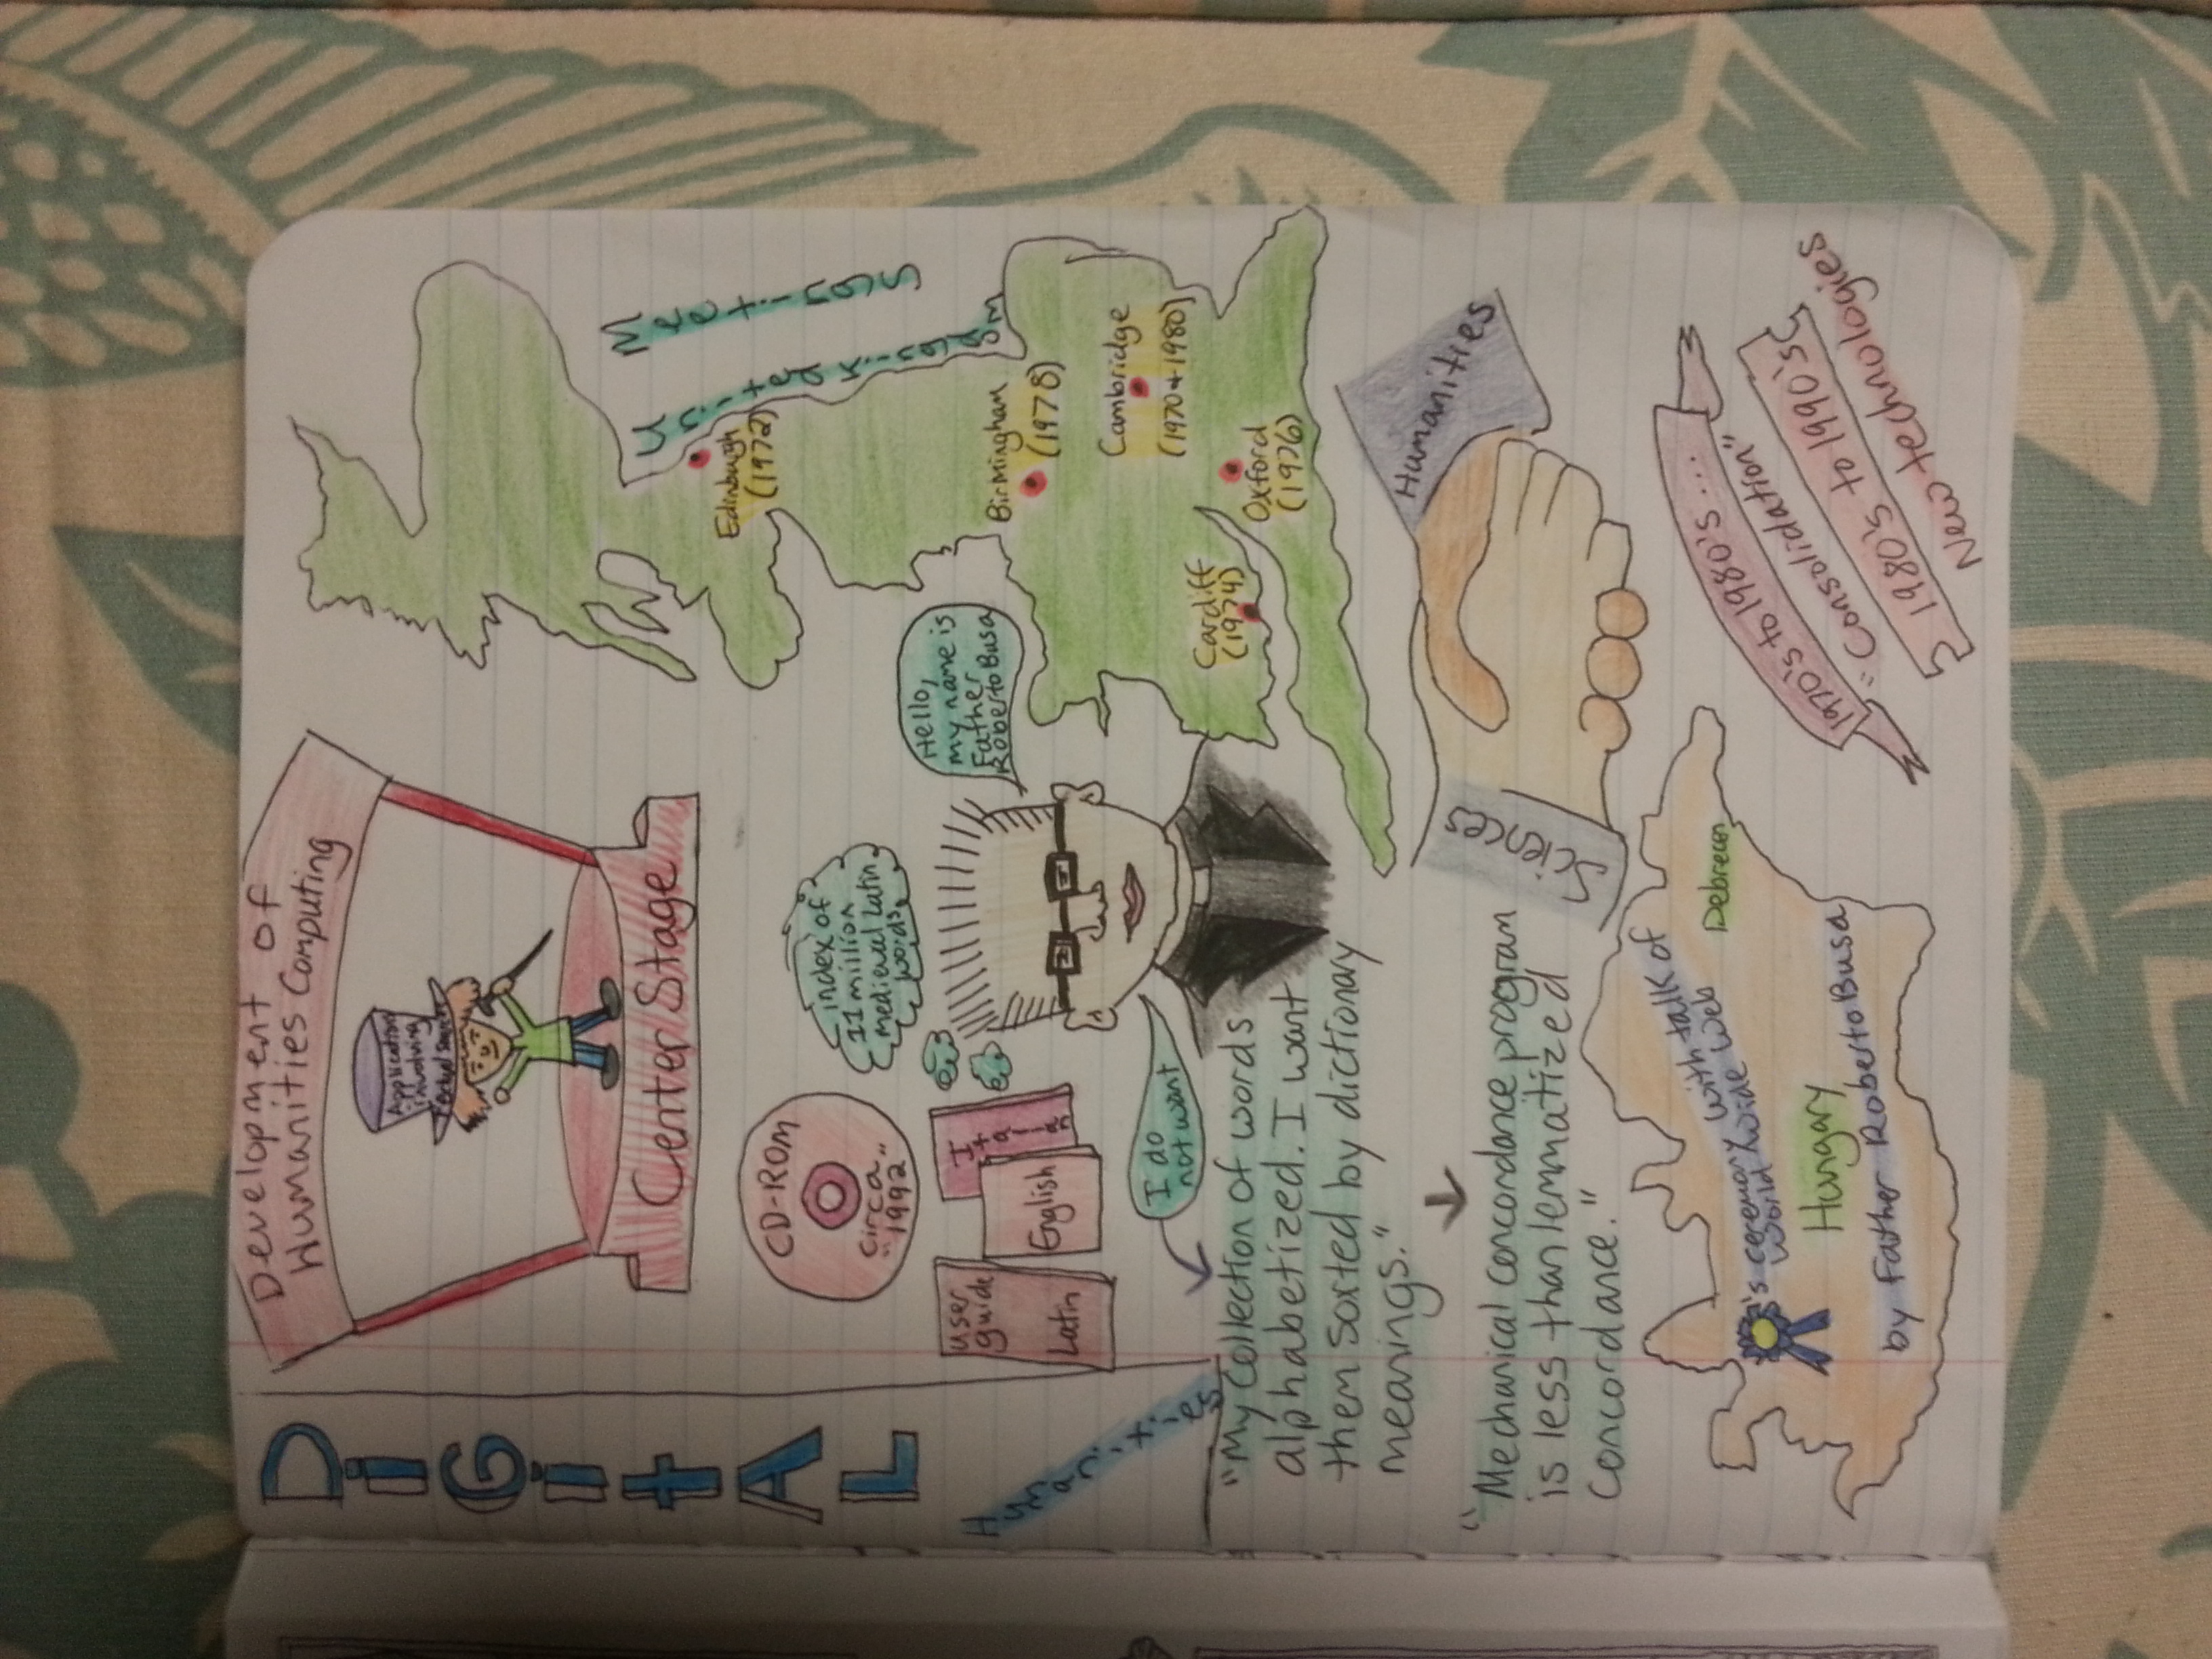 DiGitAL
Humanities
Development of
Humanities Computing
Application
involving
Textual Sources
Center Stage
CD-ROM
circa
"1992"
User
guide
Latin
English
Italian
index of
11 million
medieval Latin
words
Hello,
my name is
Father
Roberto Busa
I do
not want
"My collection of words
alphabetized. I want
them sorted by dictionary
meanings."
"Mechanical concordance program
is less than lemmatized
concordance."
United Kingdom
Meetings
Edinburgh
(1972)
Birmingham
(1978)
Cambridge
(1970 + 1980)
Oxford
(1976)
Cardiff
(1974)
Humanities
Sciences
1970's to 1980's...
"Consolidation"
1980's to 1990's
New technologies
's ceremony with talk of
World Wide Web
Debrecen
Hungary
by Father Roberto Busa